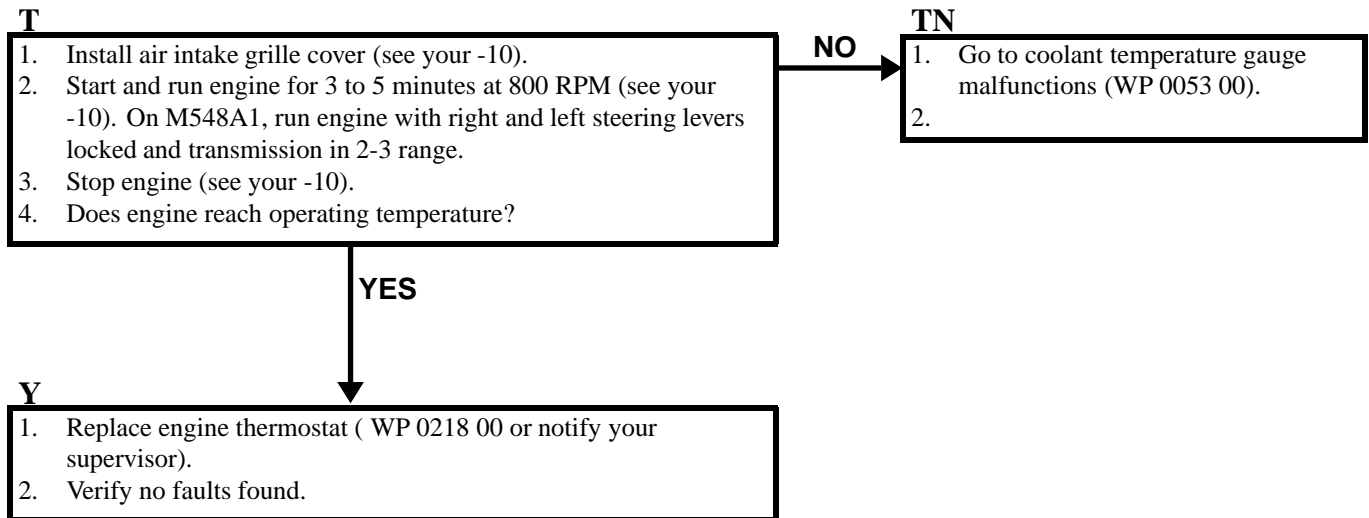 T
1. Install air intake grille cover (see your -10).
2. Start and run engine for 3 to 5 minutes at 800 RPM (see your
-10). On M548A1, run engine with right and left steering levers
locked and transmission in 2-3 range.
3. Stop engine (see your -10).
4. Does engine reach operating temperature?
NO
TN
1. Go to coolant temperature gauge
malfunctions (WP 0053 00).
2.
YES
Y
1. Replace engine thermostat ( WP 0218 00 or notify your
supervisor).
2. Verify no faults found.